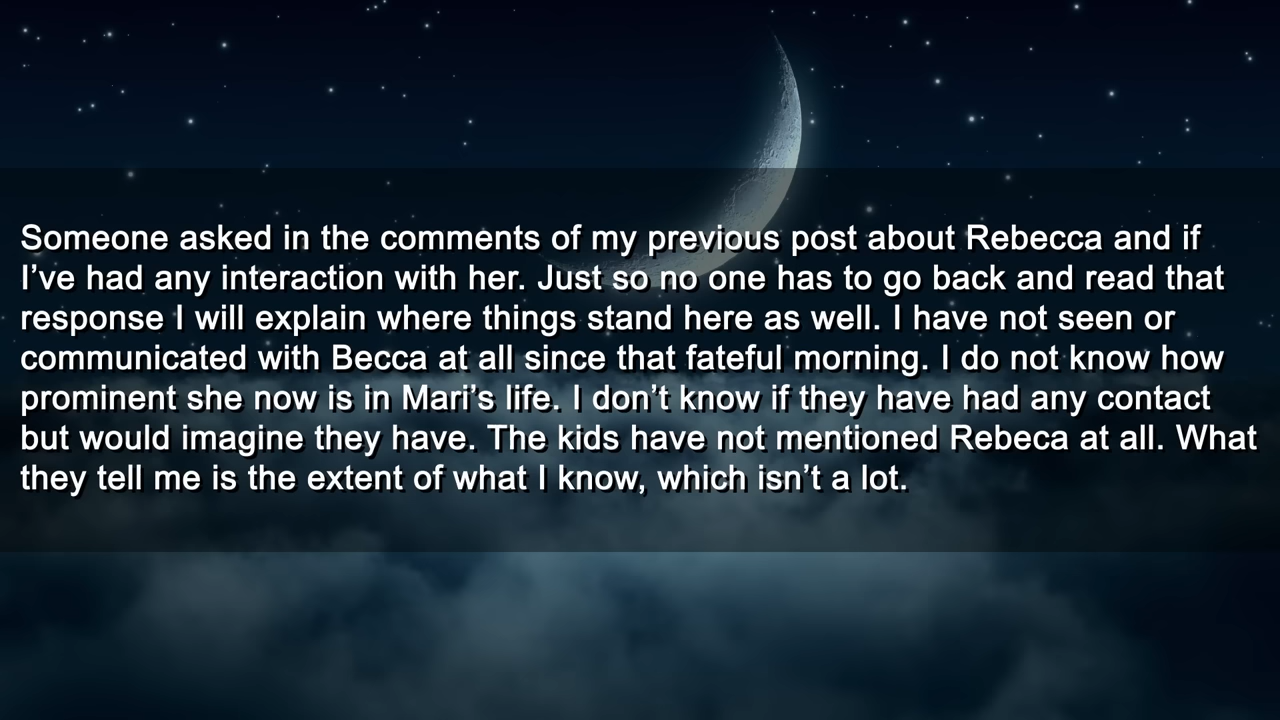 Someone asked in the comments of my previous post about Rebecca and if
I’ve had any interaction with her. Just so no one has to go back and read that
response I will explain where things stand here as well. I have not seen or
communicated with Becca at all since that fateful morning. I do not know how
prominent she now is in Mari’s life. I don’t know if they have had any contact
but would imagine they have. The kids have not mentioned Rebeca at all. What
they tell me is the extent of what I know, which isn’t a lot.